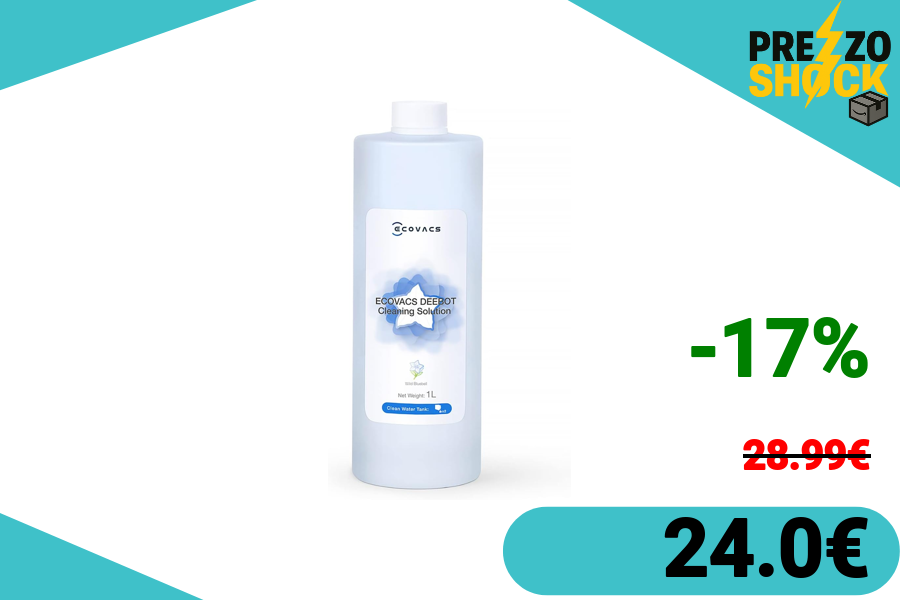 PREZZO
SHOCK
ECOVACS
ECOVACS DEEBOT
Cleaning Solution
Net Weight: 1L
Clean Water Tank:
-17%
28.99€
24.0€